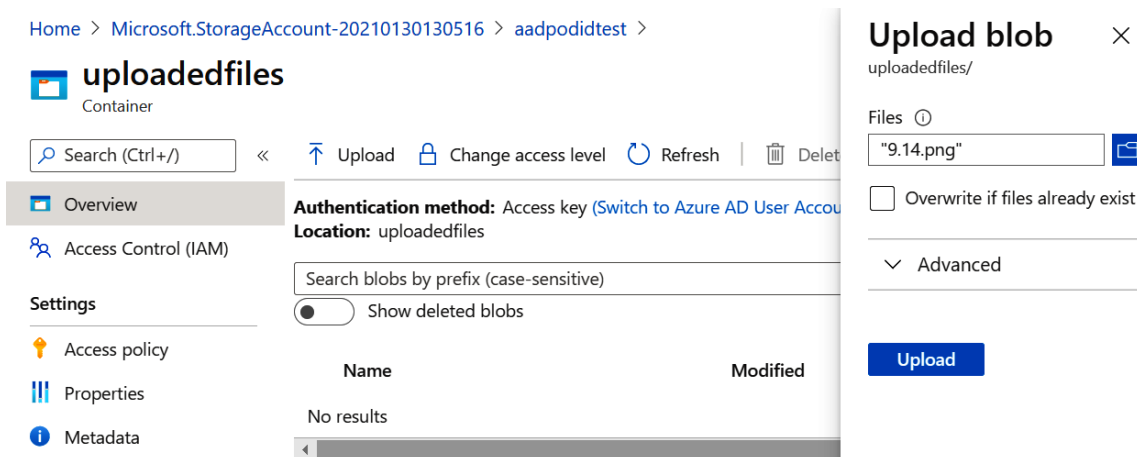 Home > Microsoft.StorageAccount-20210130130516 > aadpodidtest >
uploadedfiles
Container
Search (Ctrl+/)
«
Overview
Access Control (IAM)
Settings
Access policy
Properties
Metadata
Upload Change access level Refresh | Delet
Authentication method: Access key (Switch to Azure AD User Accou
Location: uploadedfiles
Search blobs by prefix (case-sensitive)
Show deleted blobs
Name Modified
No results
Upload blob
uploadedfiles/
Files
"9.14.png"
Overwrite if files already exist
Advanced
Upload